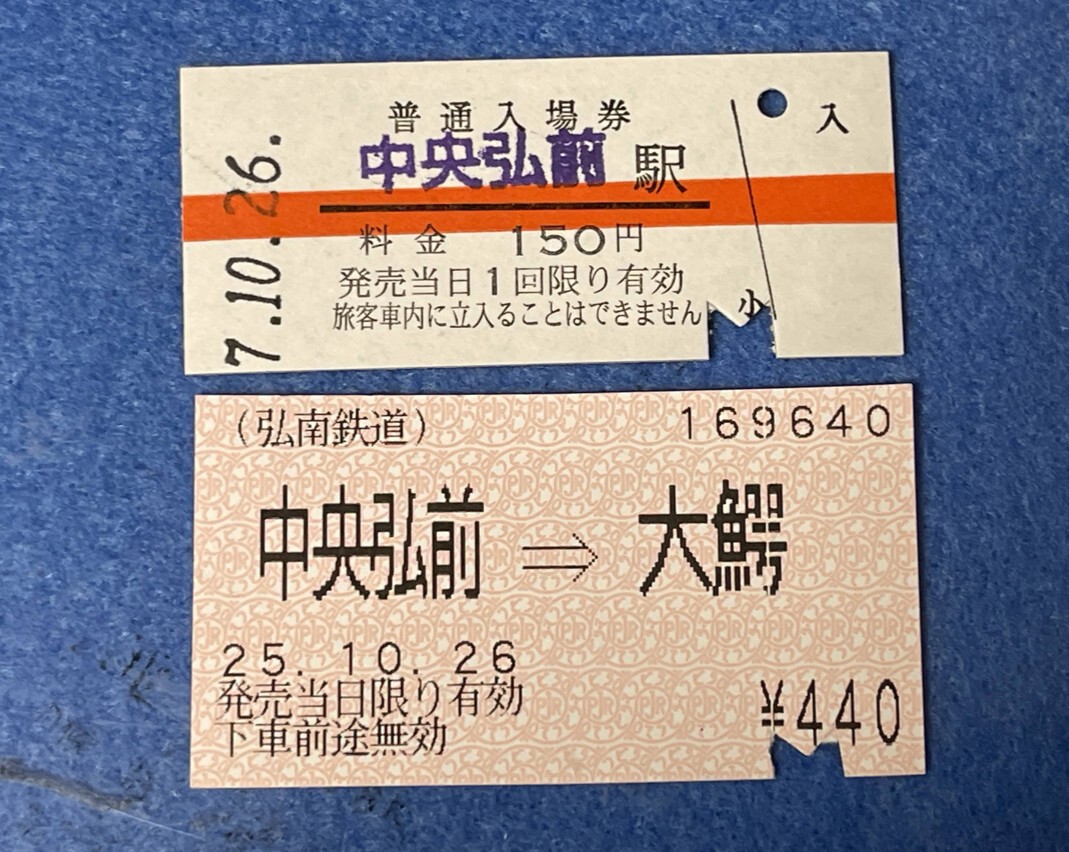 普通入場券
中央弘前 駅
料金 150円
発売当日1回限り有効
旅客車内に立入ることはできません
7.10.26.
入
小
(弘南鉄道) 169640
中央弘前 ⇒ 大鰐
25.10.26
発売当日限り有効
下車前途無効
¥440